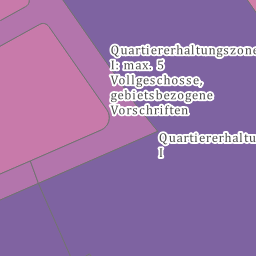 Quartiererhaltungszone
I: max. 5
Vollgeschosse,
gebietsbezogene
Vorschriften
Quartiererhaltu
I